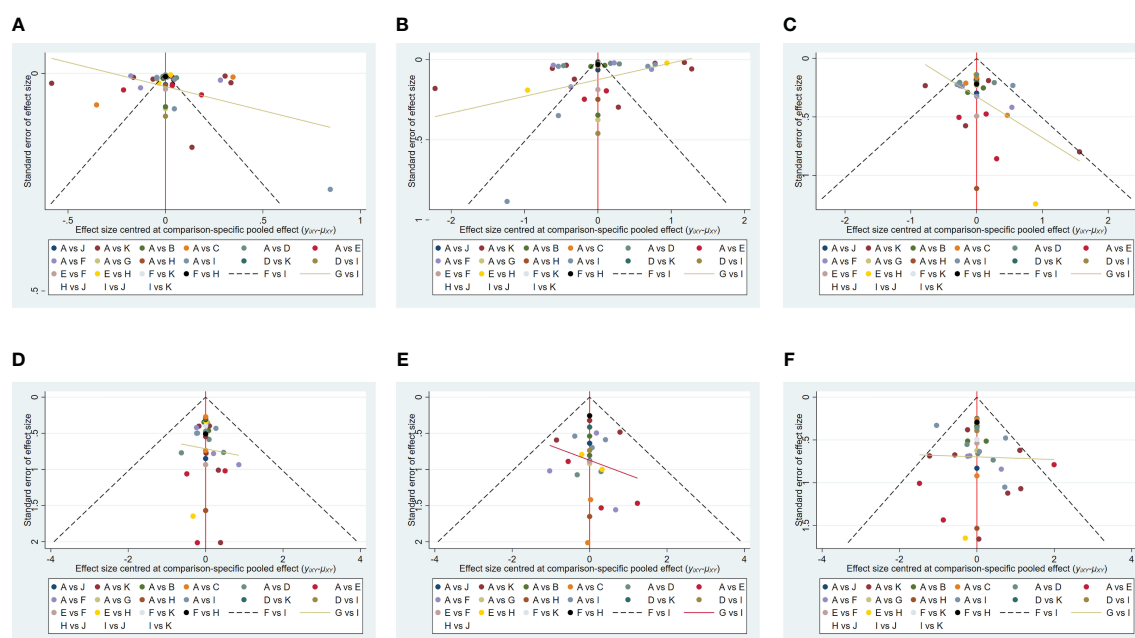 A
B
C
Standard error of effect size
0
.5
-.5
0
.5
1
Effect size centred at comparison-specific pooled effect (yiXY-μXY)
A vs J A vs K A vs B A vs C A vs D A vs E
A vs F A vs G A vs H A vs I D vs K D vs I
E vs F E vs H F vs K F vs H F vs I G vs I
H vs J I vs J I vs K
Standard error of effect size
0
.5
1
-2
-1
0
1
2
Effect size centred at comparison-specific pooled effect (yiXY-μXY)
A vs J A vs K A vs B A vs C A vs D A vs E
A vs F A vs G A vs H A vs I D vs K D vs I
E vs F E vs H F vs K F vs H F vs I G vs I
H vs J I vs J I vs K
Standard error of effect size
0
.5
1
-2
-1
0
1
2
Effect size centred at comparison-specific pooled effect (yiXY-μXY)
A vs J A vs K A vs B A vs C A vs D A vs E
A vs F A vs G A vs H A vs I D vs K D vs I
E vs F E vs H F vs K F vs H F vs I G vs I
H vs J I vs J I vs K
D
E
F
Standard error of effect size
0
.5
1
1.5
2
-4
-2
0
2
4
Effect size centred at comparison-specific pooled effect (yiXY-μXY)
A vs J A vs K A vs B A vs C A vs D A vs E
A vs F A vs G A vs H A vs I D vs K D vs I
E vs F E vs H F vs K F vs H F vs I G vs I
H vs J I vs J I vs K
Standard error of effect size
0
.5
1
1.5
2
-4
-2
0
2
4
Effect size centred at comparison-specific pooled effect (yiXY-μXY)
A vs J A vs K A vs B A vs C A vs D A vs E
A vs F A vs G A vs H A vs I D vs K D vs I
E vs F E vs H F vs K F vs H F vs I G vs I
H vs J
Standard error of effect size
0
.5
1
1.5
-4
-2
0
2
4
Effect size centred at comparison-specific pooled effect (yiXY-μXY)
A vs J A vs K A vs B A vs C A vs D A vs E
A vs F A vs G A vs H A vs I D vs K D vs I
E vs F E vs H F vs K F vs H F vs I G vs I
H vs J I vs J I vs K